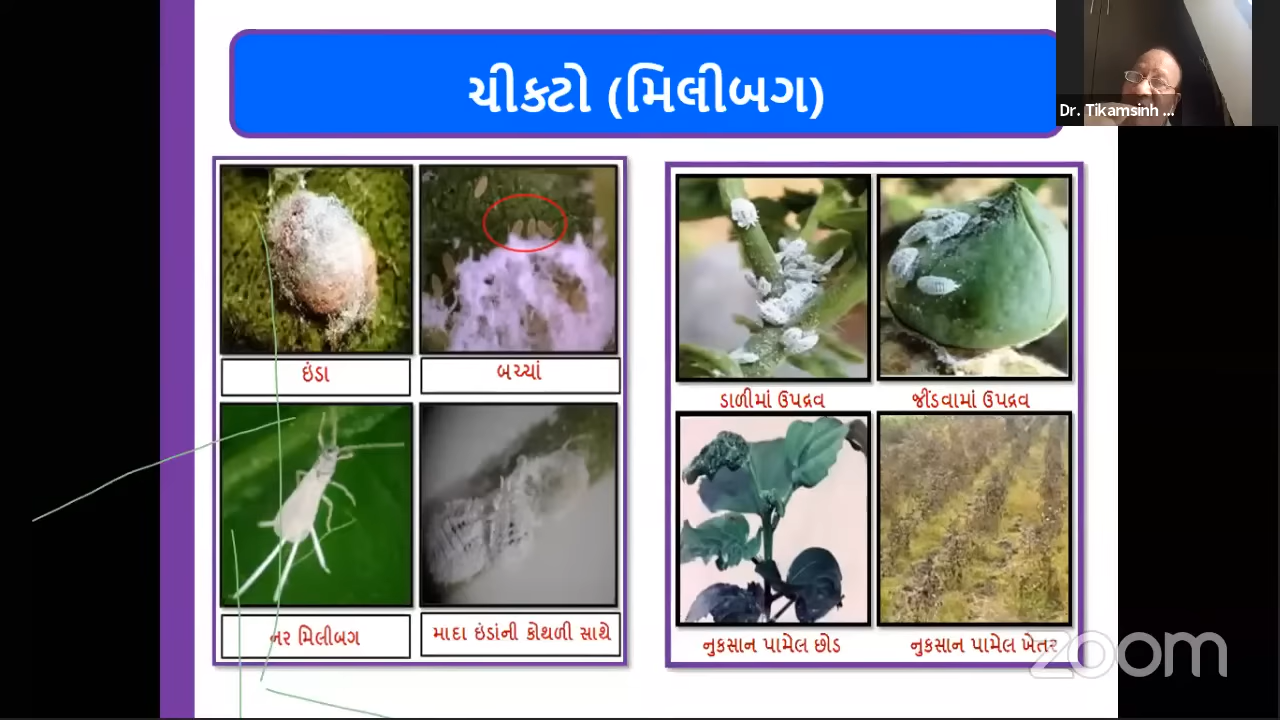 ચીકટો (મિલીબગ)
Dr. Tikamsinh ...
ઇંડા
બચ્ચાં
નર મિલીબગ
માદા ઇંડાંની કોથળી સાથે
ડાળીમાં ઉપદ્રવ
જીંડવામાં ઉપદ્રવ
નુકસાન પામેલ છોડ
નુકસાન પામેલ ખેતર
zoom